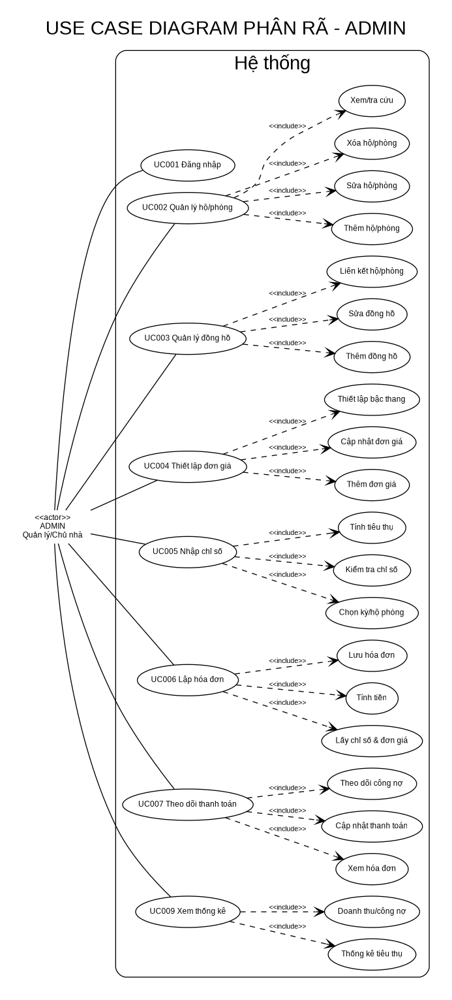 USE CASE DIAGRAM PHÂN RÃ - ADMIN
Hệ thống
Xem/tra cứu
<<include>>
Xóa hộ/phòng
UC001 Đăng nhập
<<include>>
Sửa hộ/phòng
<<include>>
UC002 Quản lý hộ/phòng
<<include>>
Thêm hộ/phòng
Liên kết hộ/phòng
<<include>>
Sửa đồng hồ
<<include>>
UC003 Quản lý đồng hồ
<<include>>
Thêm đồng hồ
Thiết lập bậc thang
<<include>>
Cập nhật đơn giá
<<include>>
UC004 Thiết lập đơn giá
<<include>>
Thêm đơn giá
<<actor>>
ADMIN
Quản lý/Chủ nhà
Tính tiêu thụ
<<include>>
UC005 Nhập chỉ số
<<include>>
Kiểm tra chỉ số
<<include>>
Chọn kỳ/hộ phòng
Lưu hóa đơn
<<include>>
UC006 Lập hóa đơn
<<include>>
Tính tiền
<<include>>
Lấy chỉ số & đơn giá
Theo dõi công nợ
<<include>>
UC007 Theo dõi thanh toán
<<include>>
Cập nhật thanh toán
<<include>>
Xem hóa đơn
<<include>>
UC009 Xem thống kê
Doanh thu/công nợ
<<include>>
Thống kê tiêu thụ